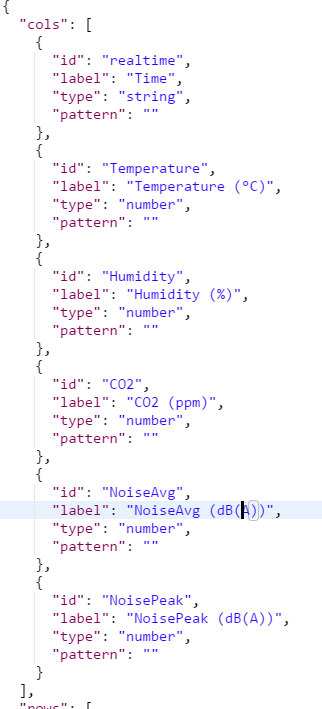 {
  "cols": [
    {
      "id": "realtime",
      "label": "Time",
      "type": "string",
      "pattern": ""
    },
    {
      "id": "Temperature",
      "label": "Temperature (°C)",
      "type": "number",
      "pattern": ""
    },
    {
      "id": "Humidity",
      "label": "Humidity (%)",
      "type": "number",
      "pattern": ""
    },
    {
      "id": "CO2",
      "label": "CO2 (ppm)",
      "type": "number",
      "pattern": ""
    },
    {
      "id": "NoiseAvg",
      "label": "NoiseAvg (dB(A))",
      "type": "number",
      "pattern": ""
    },
    {
      "id": "NoisePeak",
      "label": "NoisePeak (dB(A))",
      "type": "number",
      "pattern": ""
    }
  ],
  "rows": [